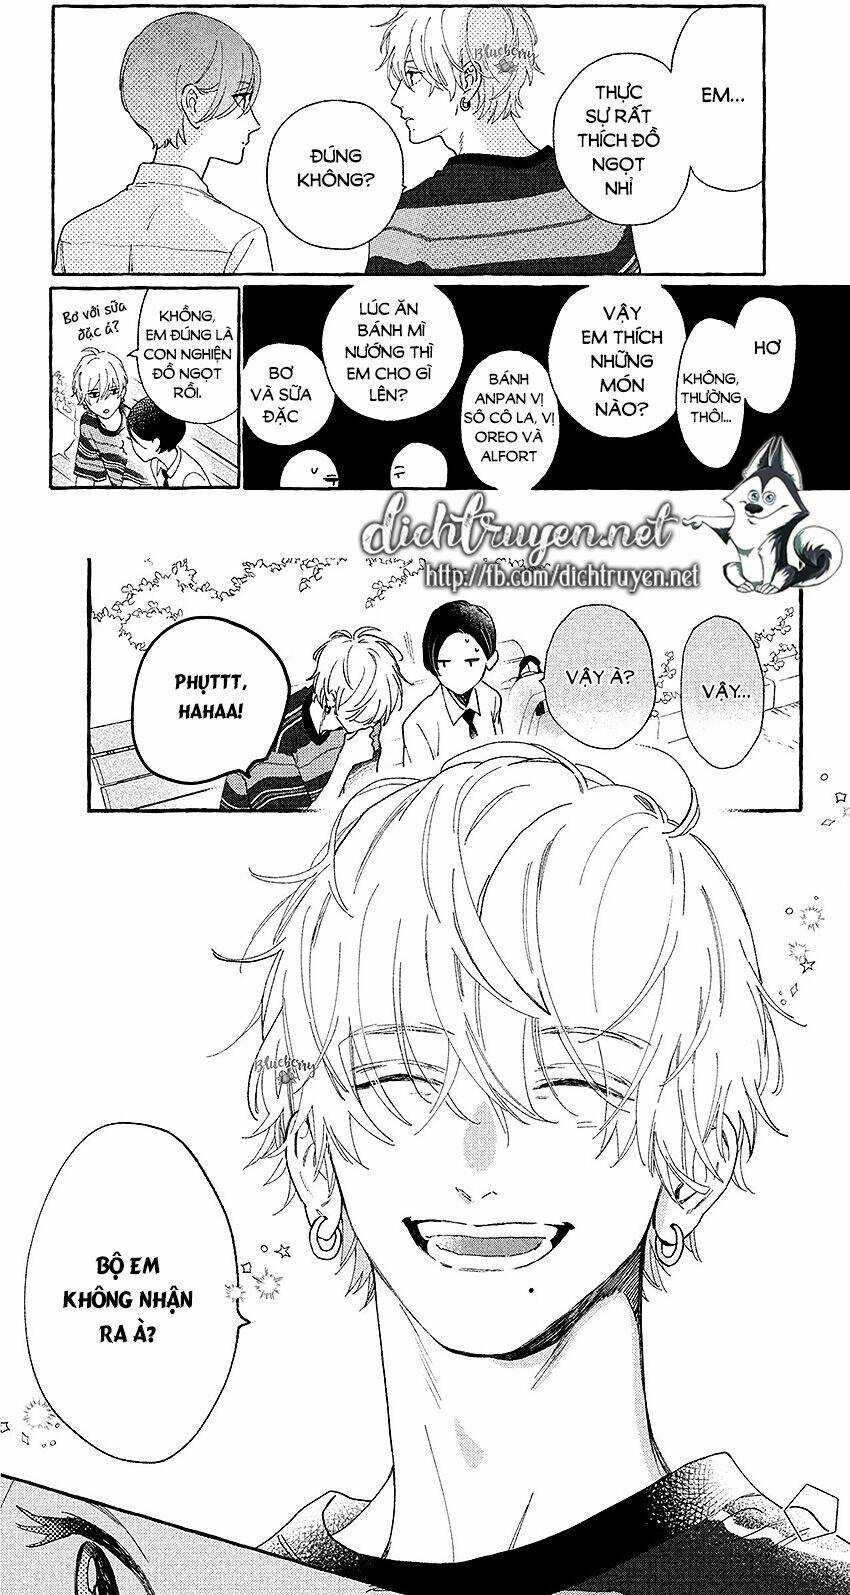 EM...
THỰC
SỰ RẤT
THÍCH ĐỒ
NGỌT
NHỈ
ĐÚNG
KHÔNG?
Blueberry
HƠ
KHÔNG,
THƯỜNG
THÔI...
VẬY
EM THÍCH
NHỮNG
MÓN
NÀO?
BÁNH
ANPAN VỊ
SÔ CÔ LA, VỊ
OREO VÀ
ALFORT
LÚC ĂN
BÁNH MÌ
NƯỚNG THÌ
EM CHO GÌ
LÊN?
BƠ
VÀ SỮA
ĐẶC
KHỒNG,
EM ĐÚNG LÀ
CON NGHIỆN
ĐỒ NGỌT
RỒI.
Bơ với sữa
đặc á?
dichtruyen.net
http://fb.com/dichtruyen.net
VẬY...
VẬY À?
PHỤTTT,
HAHAA!
Blueberry
BỘ EM
KHÔNG NHẬN
RA À?